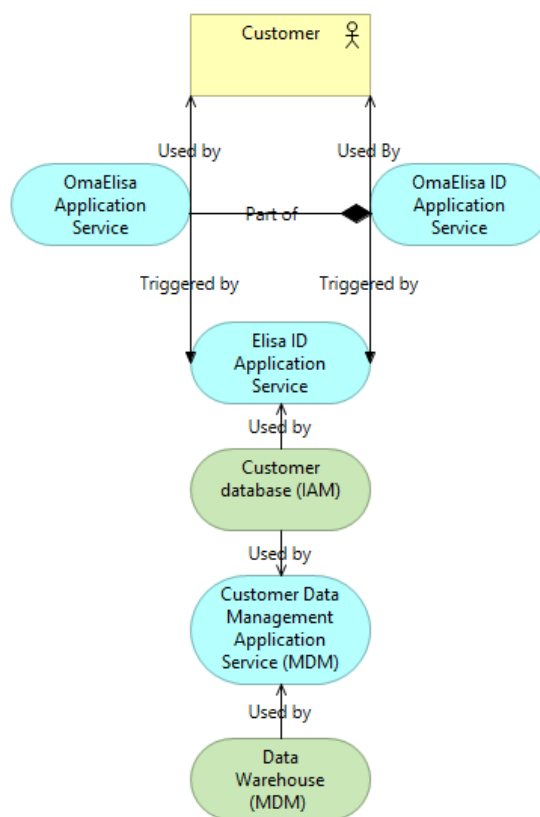 Customer
Used by
Used By
OmaElisa
Application
Service
Part of
OmaElisa ID
Application
Service
Triggered by
Triggered by
Elisa ID
Application
Service
Used by
Customer
database (IAM)
Used by
Customer Data
Management
Application
Service (MDM)
Used by
Data
Warehouse
(MDM)